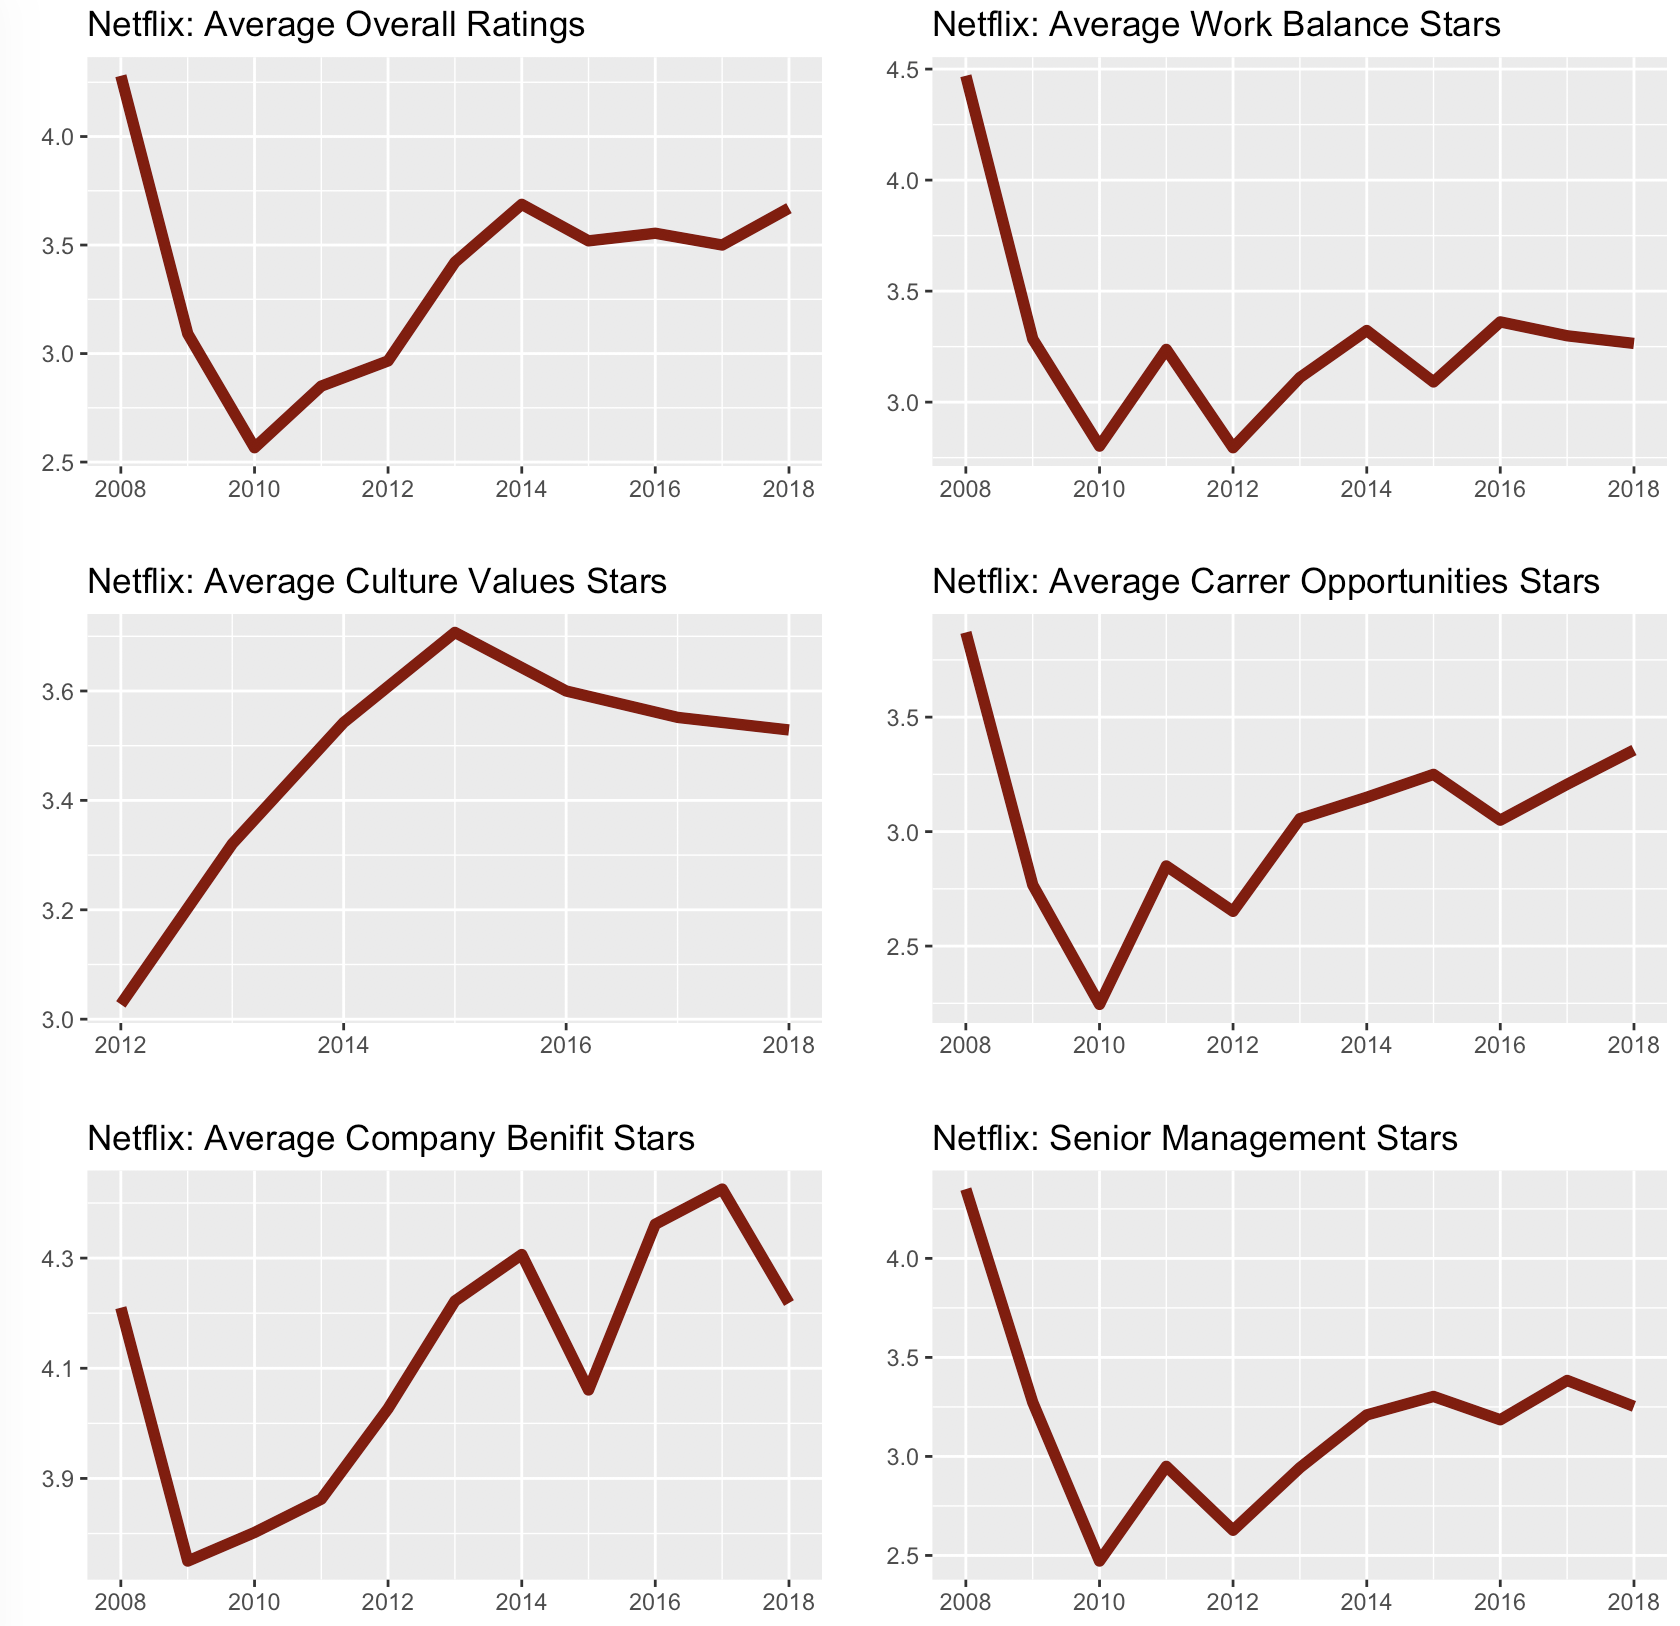 Netflix: Average Overall Ratings
4.0
3.5
3.0
2.5
2008 2010 2012 2014 2016 2018
Netflix: Average Work Balance Stars
4.5
4.0
3.5
3.0
2008 2010 2012 2014 2016 2018
Netflix: Average Culture Values Stars
3.6
3.4
3.2
3.0
2012 2014 2016 2018
Netflix: Average Carrer Opportunities Stars
3.5
3.0
2.5
2008 2010 2012 2014 2016 2018
Netflix: Average Company Benifit Stars
4.3
4.1
3.9
2008 2010 2012 2014 2016 2018
Netflix: Senior Management Stars
4.0
3.5
3.0
2.5
2008 2010 2012 2014 2016 2018